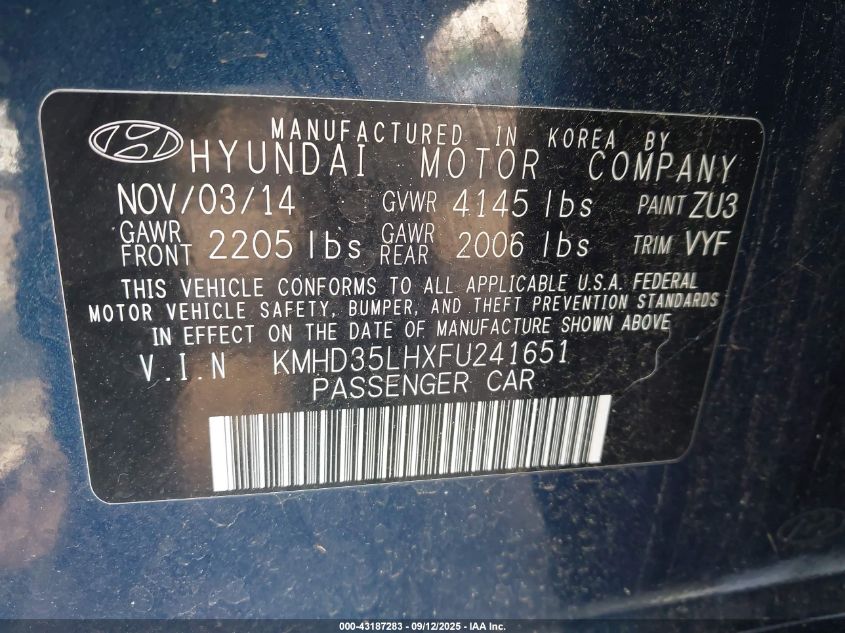 MANUFACTURED IN KOREA BY
HYUNDAI MOTOR COMPANY
NOV/03/14 GVWR 4145 lbs PAINT ZU3
GAWR FRONT 2205 lbs GAWR REAR 2006 lbs TRIM VYF
THIS VEHICLE CONFORMS TO ALL APPLICABLE U.S.A. FEDERAL
MOTOR VEHICLE SAFETY, BUMPER, AND THEFT PREVENTION STANDARDS
IN EFFECT ON THE DATE OF MANUFACTURE SHOWN ABOVE
V.I.N KMHD35LHXFU241651
PASSENGER CAR
000-43187283 - 09/12/2025 - IAA Inc.